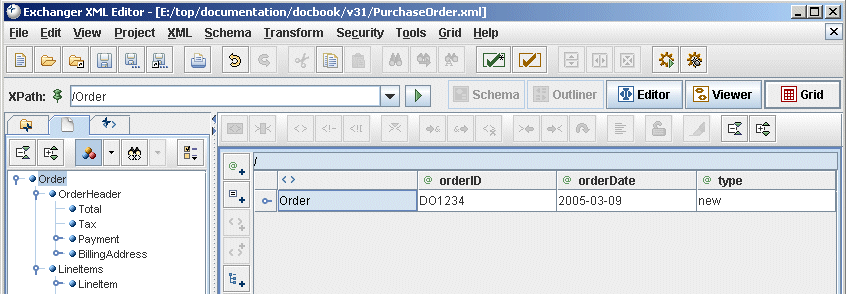 Exchanger XML Editor - [E:/top/documentation/docbook/v31/PurchaseOrder.xml]
File Edit View Project XML Schema Transform Security Tools Grid Help
XPath: /Order Schema Outliner Editor Viewer Grid
/
<> @ orderID @ orderDate @ type
Order DO1234 2005-03-09 new
Order
OrderHeader
Total
Tax
Payment
BillingAddress
LineItems
LineItem